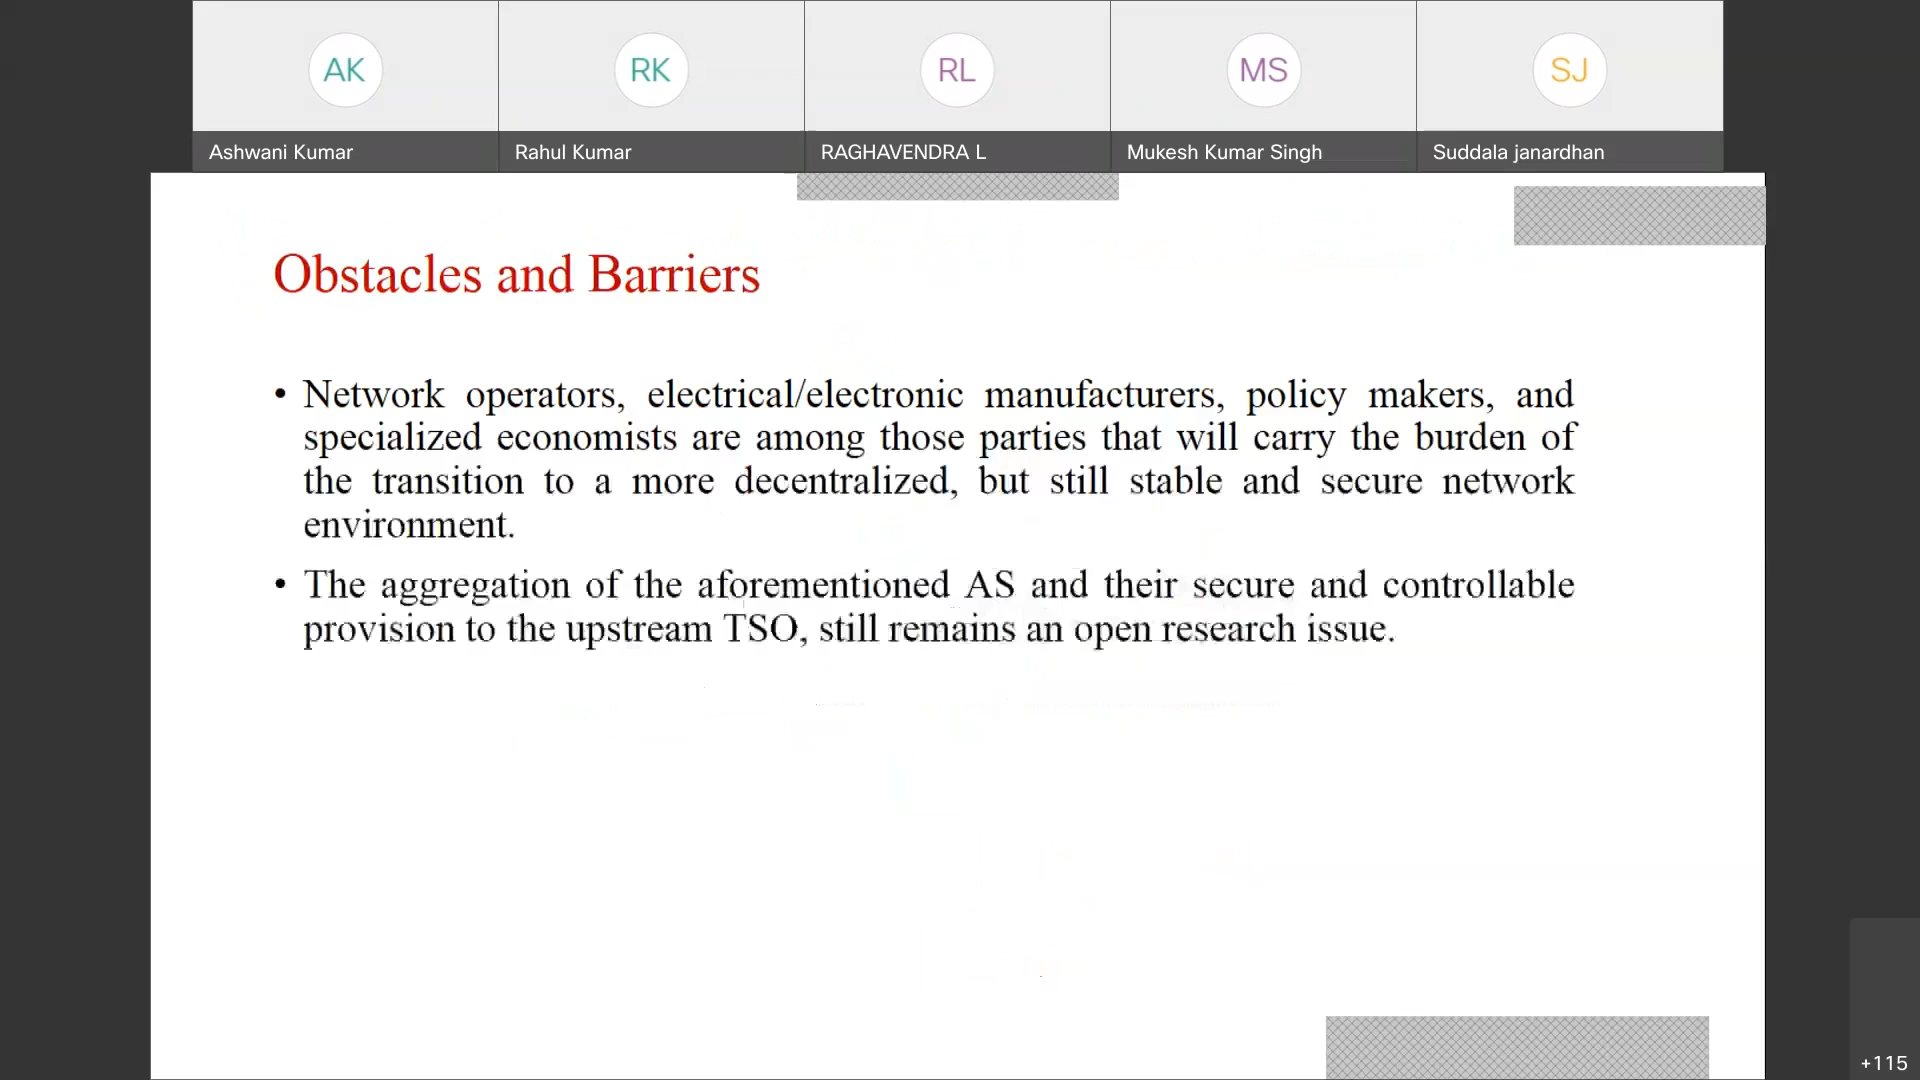 AK
RK
RL
MS
SJ
Ashwani Kumar
Rahul Kumar
RAGHAVENDRA L
Mukesh Kumar Singh
Suddala janardhan
Obstacles and Barriers
• Network operators, electrical/electronic manufacturers, policy makers, and
specialized economists are among those parties that will carry the burden of
the transition to a more decentralized, but still stable and secure network
environment.
• The aggregation of the aforementioned AS and their secure and controllable
provision to the upstream TSO, still remains an open research issue.
+115